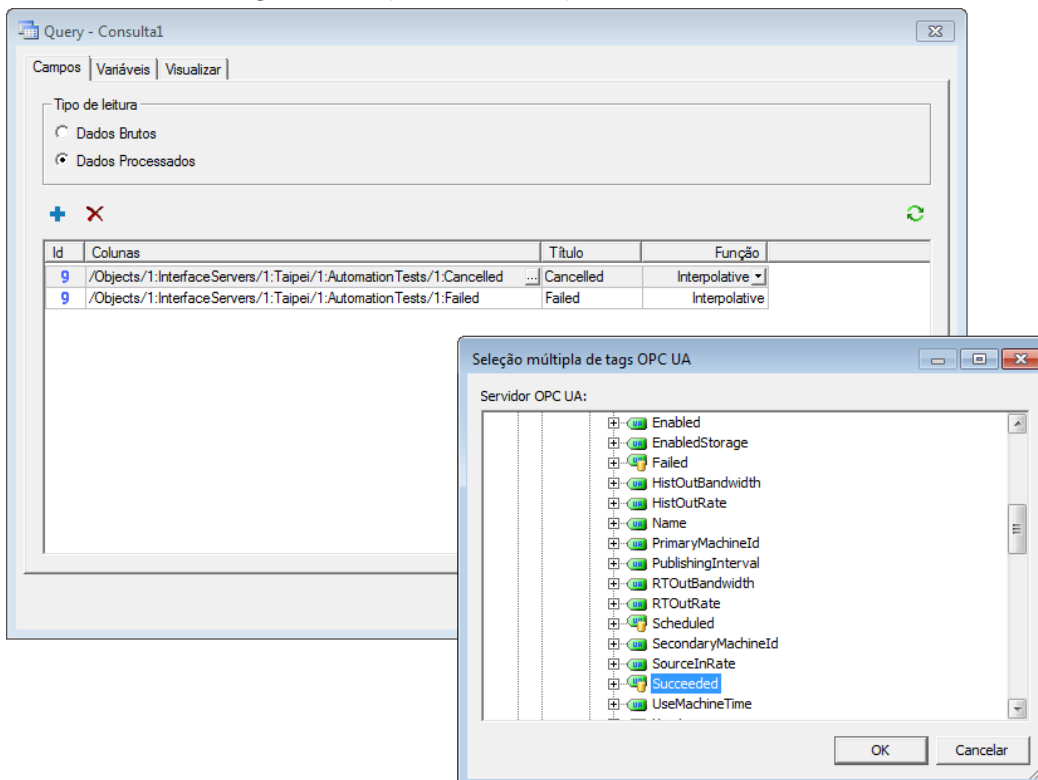 Query - Consulta1
Campos Variáveis Visualizar
Tipo de leitura
Dados Brutos
Dados Processados
Id Colunas Título Função
9 /Objects/1:InterfaceServers/1:Taipei/1:AutomationTests/1:Cancelled ... Cancelled Interpolative
9 /Objects/1:InterfaceServers/1:Taipei/1:AutomationTests/1:Failed Failed Interpolative
Seleção múltipla de tags OPC UA
Servidor OPC UA:
Enabled
EnabledStorage
Failed
HistOutBandwidth
HistOutRate
Name
PrimaryMachineId
PublishingInterval
RTOutBandwidth
RTOutRate
Scheduled
SecondaryMachineId
SourceInRate
Succeeded
UseMachineTime
OK Cancelar